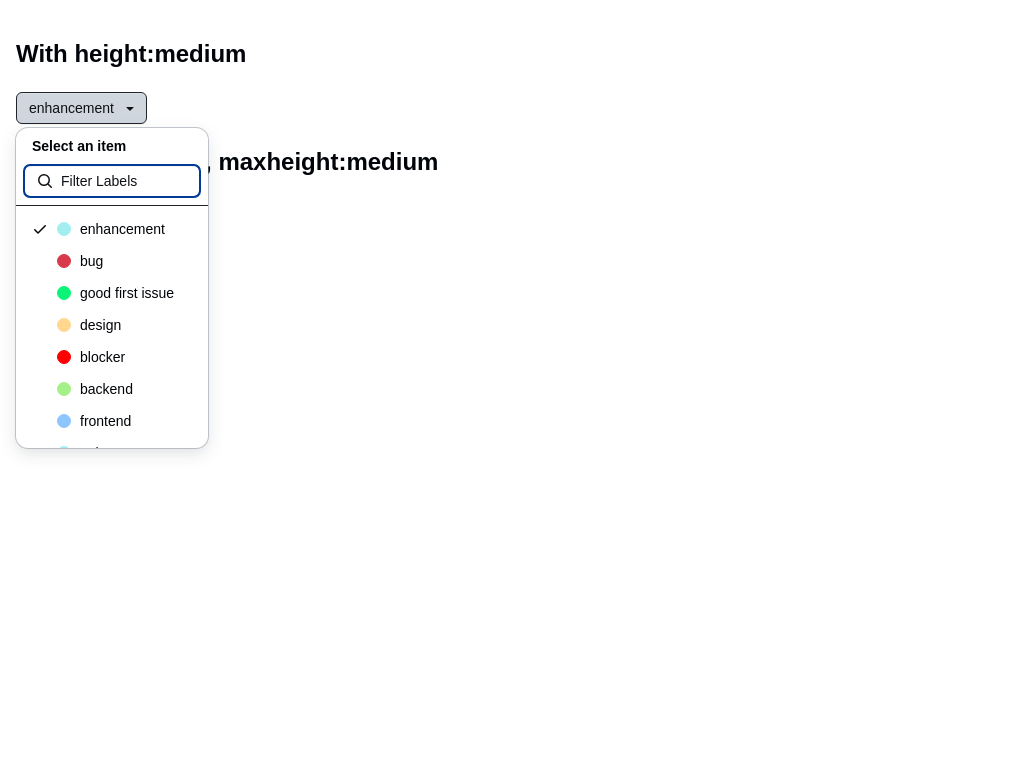 With height:medium
enhancement
Select an item
, maxheight:medium
Filter Labels
enhancement
bug
good first issue
design
blocker
backend
frontend